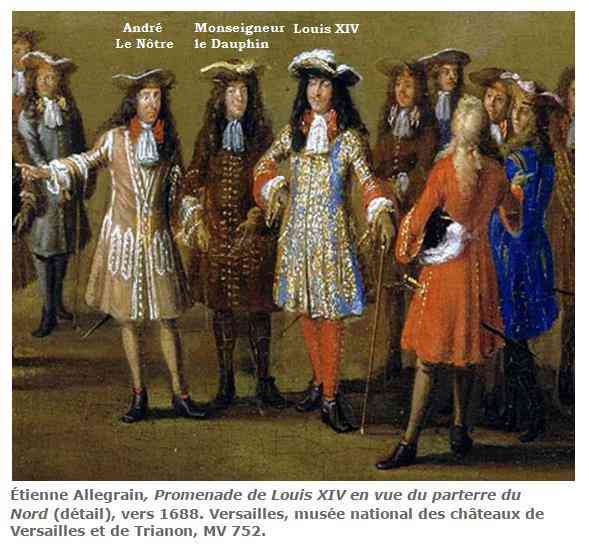 André
Le Nôtre
Monseigneur
le Dauphin
Louis XIV
Étienne Allegrain, Promenade de Louis XIV en vue du parterre du
Nord (détail), vers 1688. Versailles, musée national des châteaux de
Versailles et de Trianon, MV 752.